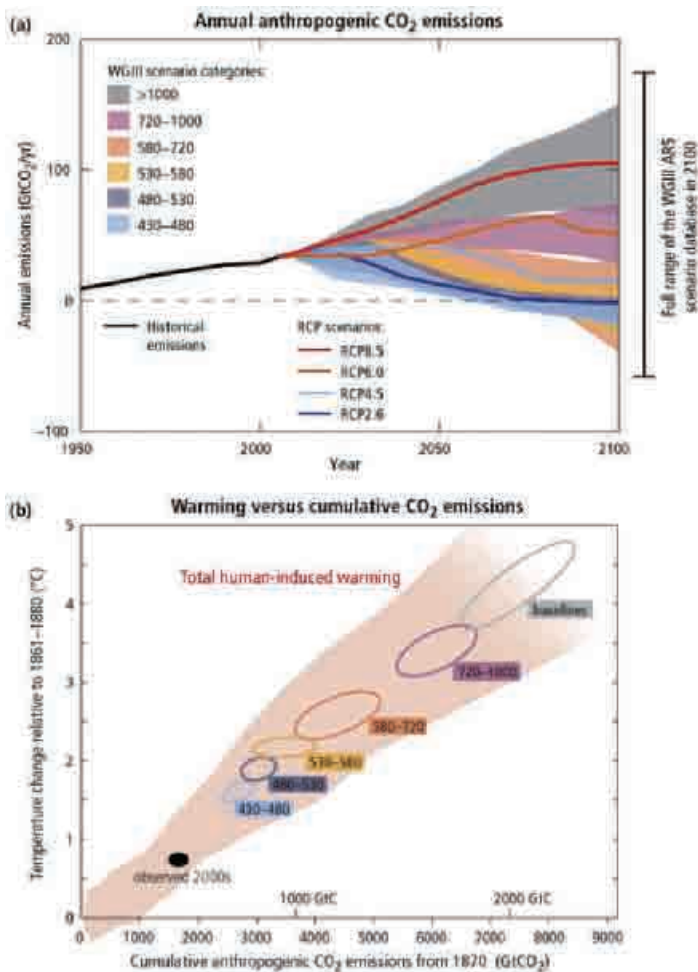 (a)
Annual anthropogenic CO₂ emissions
200
100
0
−100
Annual emissions (GtCO₂/yr)
WGIII scenario categories:
>1000
720–1000
580–720
530–580
480–530
430–480
Historical
emissions
RCP scenarios:
RCP8.5
RCP6.0
RCP4.5
RCP2.6
1950
2000
2050
2100
Year
Full range of the WGIII AR5
scenario database in 2100
(b)
Warming versus cumulative CO₂ emissions
5
4
3
2
1
0
Temperature change relative to 1861–1880 (°C)
Total human-induced warming
baselines
720–1000
580–720
530–580
480–530
430–480
observed 2000s
1000 GtC
2000 GtC
0
1000
2000
3000
4000
5000
6000
7000
8000
9000
Cumulative anthropogenic CO₂ emissions from 1870 (GtCO₂)